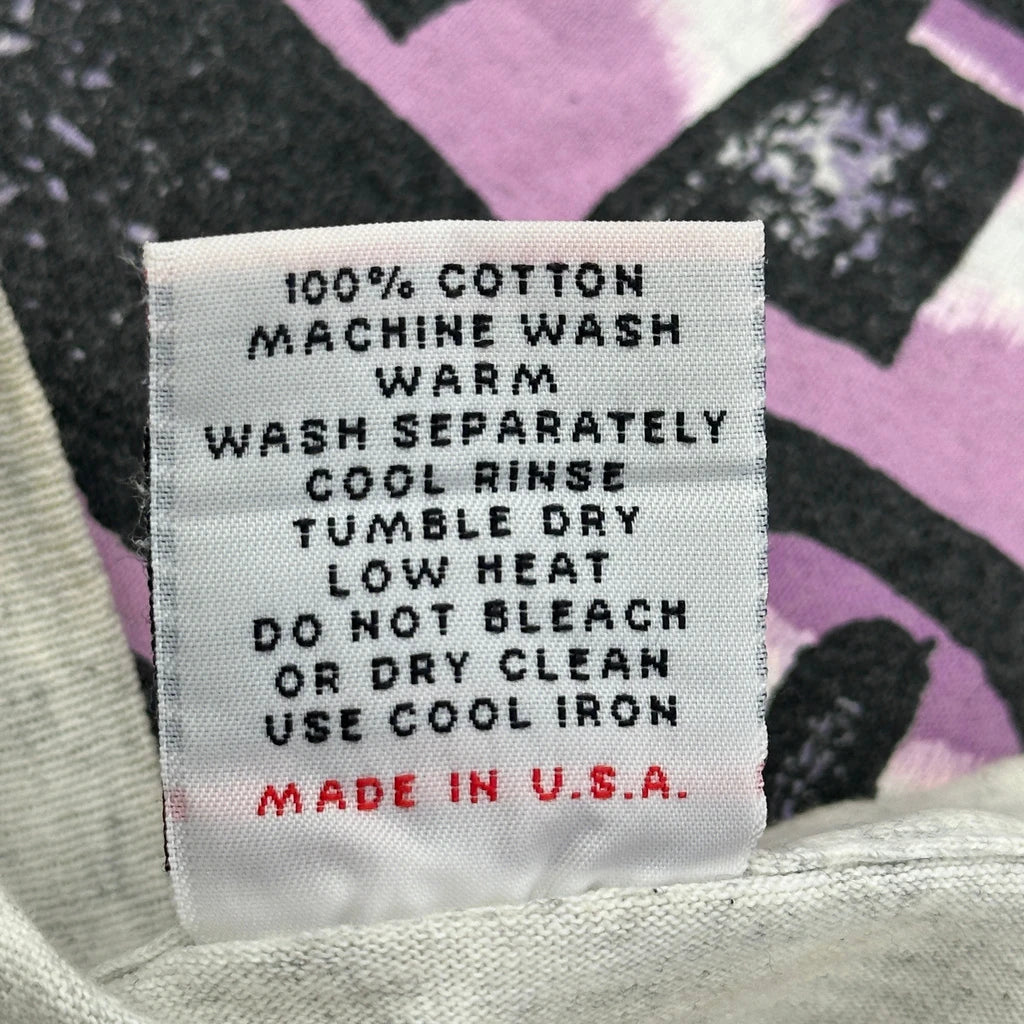 100% COTTON
MACHINE WASH
WARM
WASH SEPARATELY
COOL RINSE
TUMBLE DRY
LOW HEAT
DO NOT BLEACH
OR DRY CLEAN
USE COOL IRON
MADE IN U.S.A.